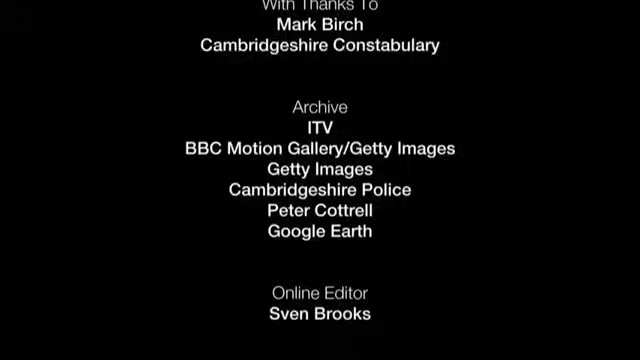 With Thanks To
Mark Birch
Cambridgeshire Constabulary
Archive
ITV
BBC Motion Gallery/Getty Images
Getty Images
Cambridgeshire Police
Peter Cottrell
Google Earth
Online Editor
Sven Brooks